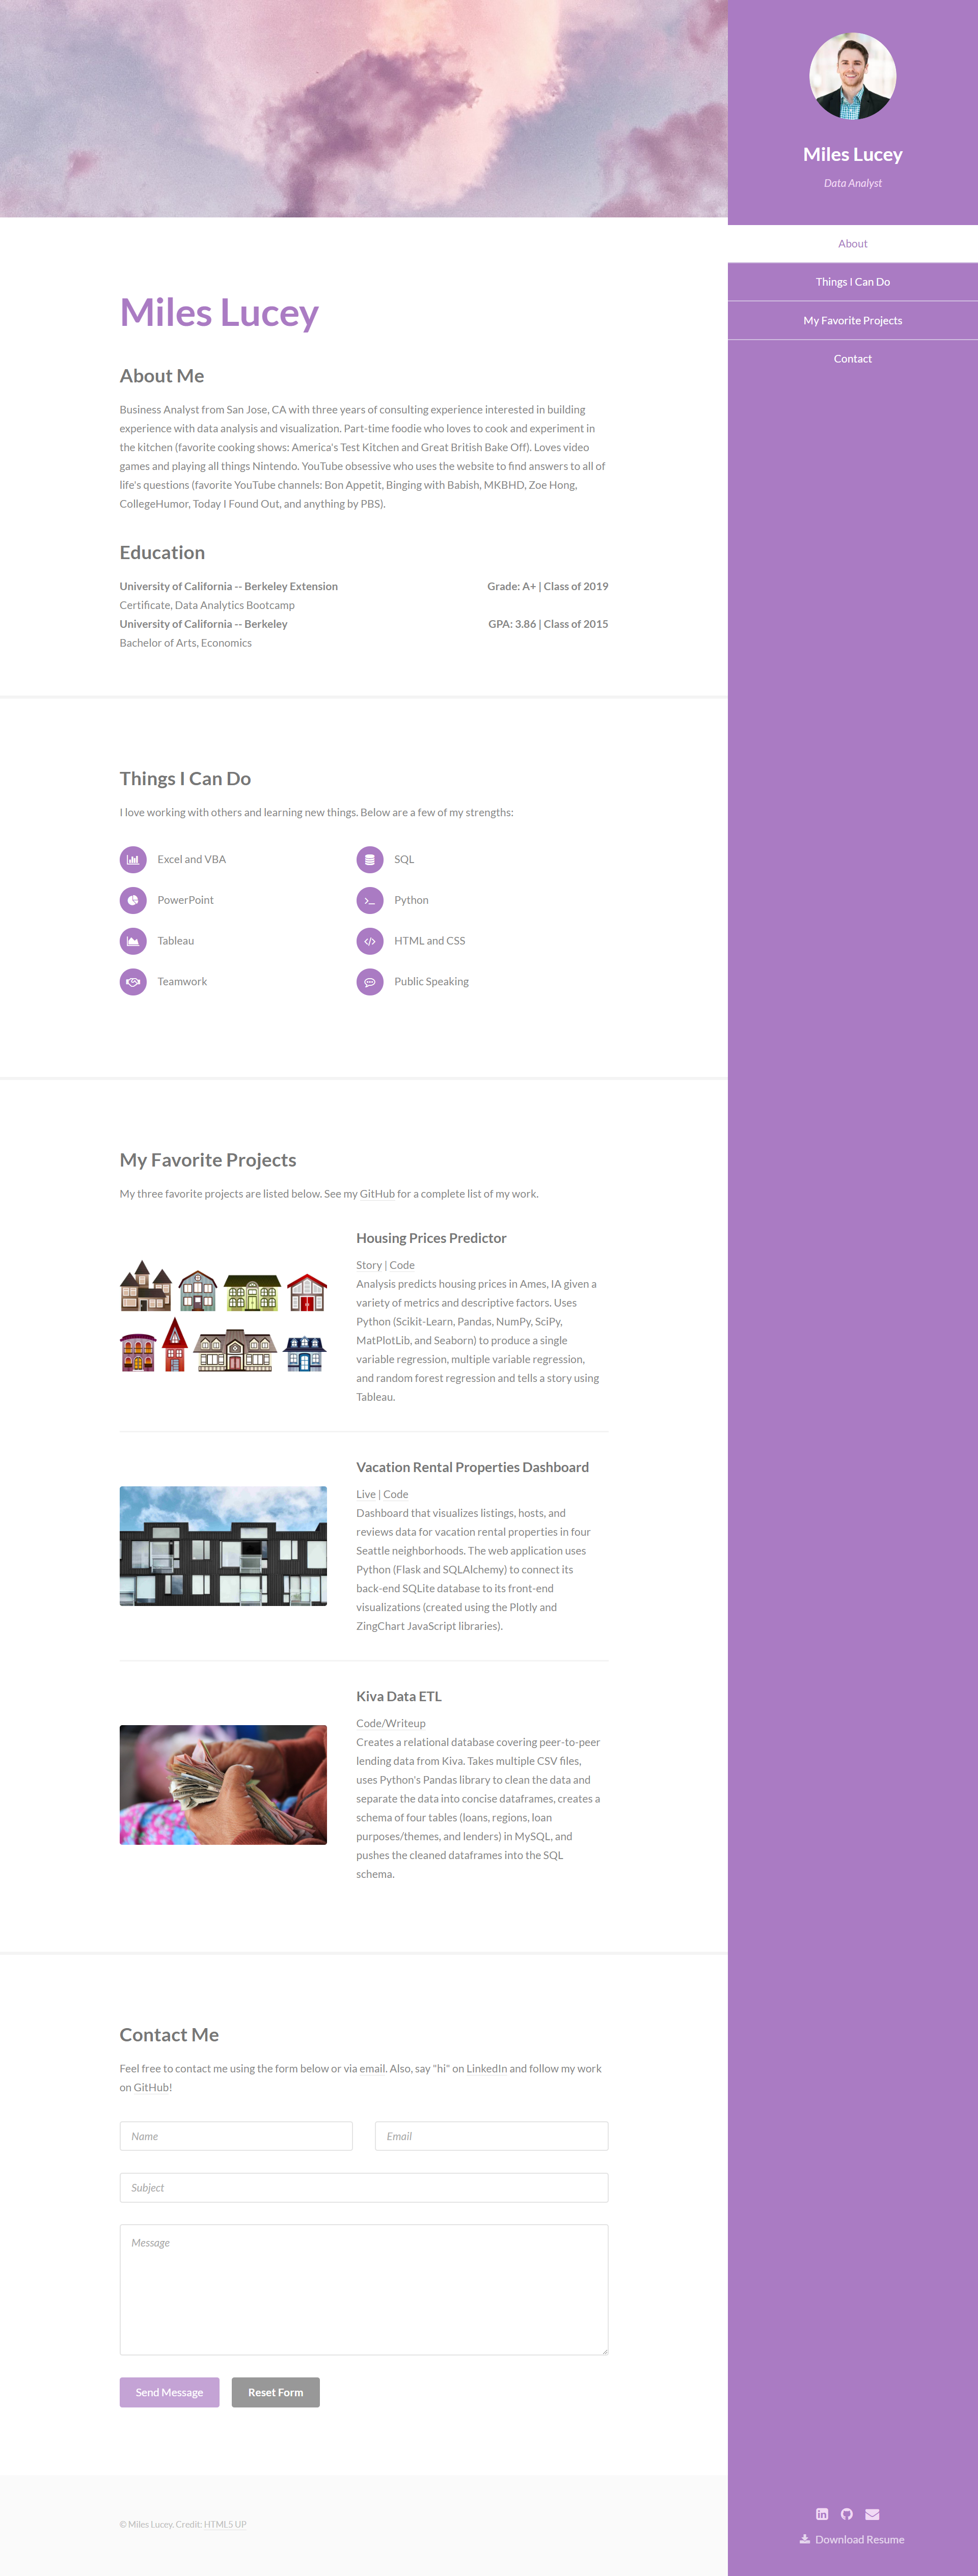 Miles Lucey
Data Analyst
About
Things I Can Do
My Favorite Projects
Contact
Miles Lucey
About Me
Business Analyst from San Jose, CA with three years of consulting experience interested in building
experience with data analysis and visualization. Part-time foodie who loves to cook and experiment in
the kitchen (favorite cooking shows: America's Test Kitchen and Great British Bake Off). Loves video
games and playing all things Nintendo. YouTube obsessive who uses the website to find answers to all of
life's questions (favorite YouTube channels: Bon Appetit, Binging with Babish, MKBHD, Zoe Hong,
CollegeHumor, Today I Found Out, and anything by PBS).
Education
University of California -- Berkeley Extension Grade: A+ | Class of 2019
Certificate, Data Analytics Bootcamp
University of California -- Berkeley GPA: 3.86 | Class of 2015
Bachelor of Arts, Economics
Things I Can Do
I love working with others and learning new things. Below are a few of my strengths:
Excel and VBA SQL
PowerPoint Python
Tableau HTML and CSS
Teamwork Public Speaking
My Favorite Projects
My three favorite projects are listed below. See my GitHub for a complete list of my work.
Housing Prices Predictor
Story | Code
Analysis predicts housing prices in Ames, IA given a
variety of metrics and descriptive factors. Uses
Python (Scikit-Learn, Pandas, NumPy, SciPy,
MatPlotLib, and Seaborn) to produce a single
variable regression, multiple variable regression,
and random forest regression and tells a story using
Tableau.
Vacation Rental Properties Dashboard
Live | Code
Dashboard that visualizes listings, hosts, and
reviews data for vacation rental properties in four
Seattle neighborhoods. The web application uses
Python (Flask and SQLAlchemy) to connect its
back-end SQLite database to its front-end
visualizations (created using the Plotly and
ZingChart JavaScript libraries).
Kiva Data ETL
Code/Writeup
Creates a relational database covering peer-to-peer
lending data from Kiva. Takes multiple CSV files,
uses Python's Pandas library to clean the data and
separate the data into concise dataframes, creates a
schema of four tables (loans, regions, loan
purposes/themes, and lenders) in MySQL, and
pushes the cleaned dataframes into the SQL
schema.
Contact Me
Feel free to contact me using the form below or via email. Also, say "hi" on LinkedIn and follow my work
on GitHub!
Name Email
Subject
Message
Send Message Reset Form
© Miles Lucey. Credit: HTML5 UP
Download Resume